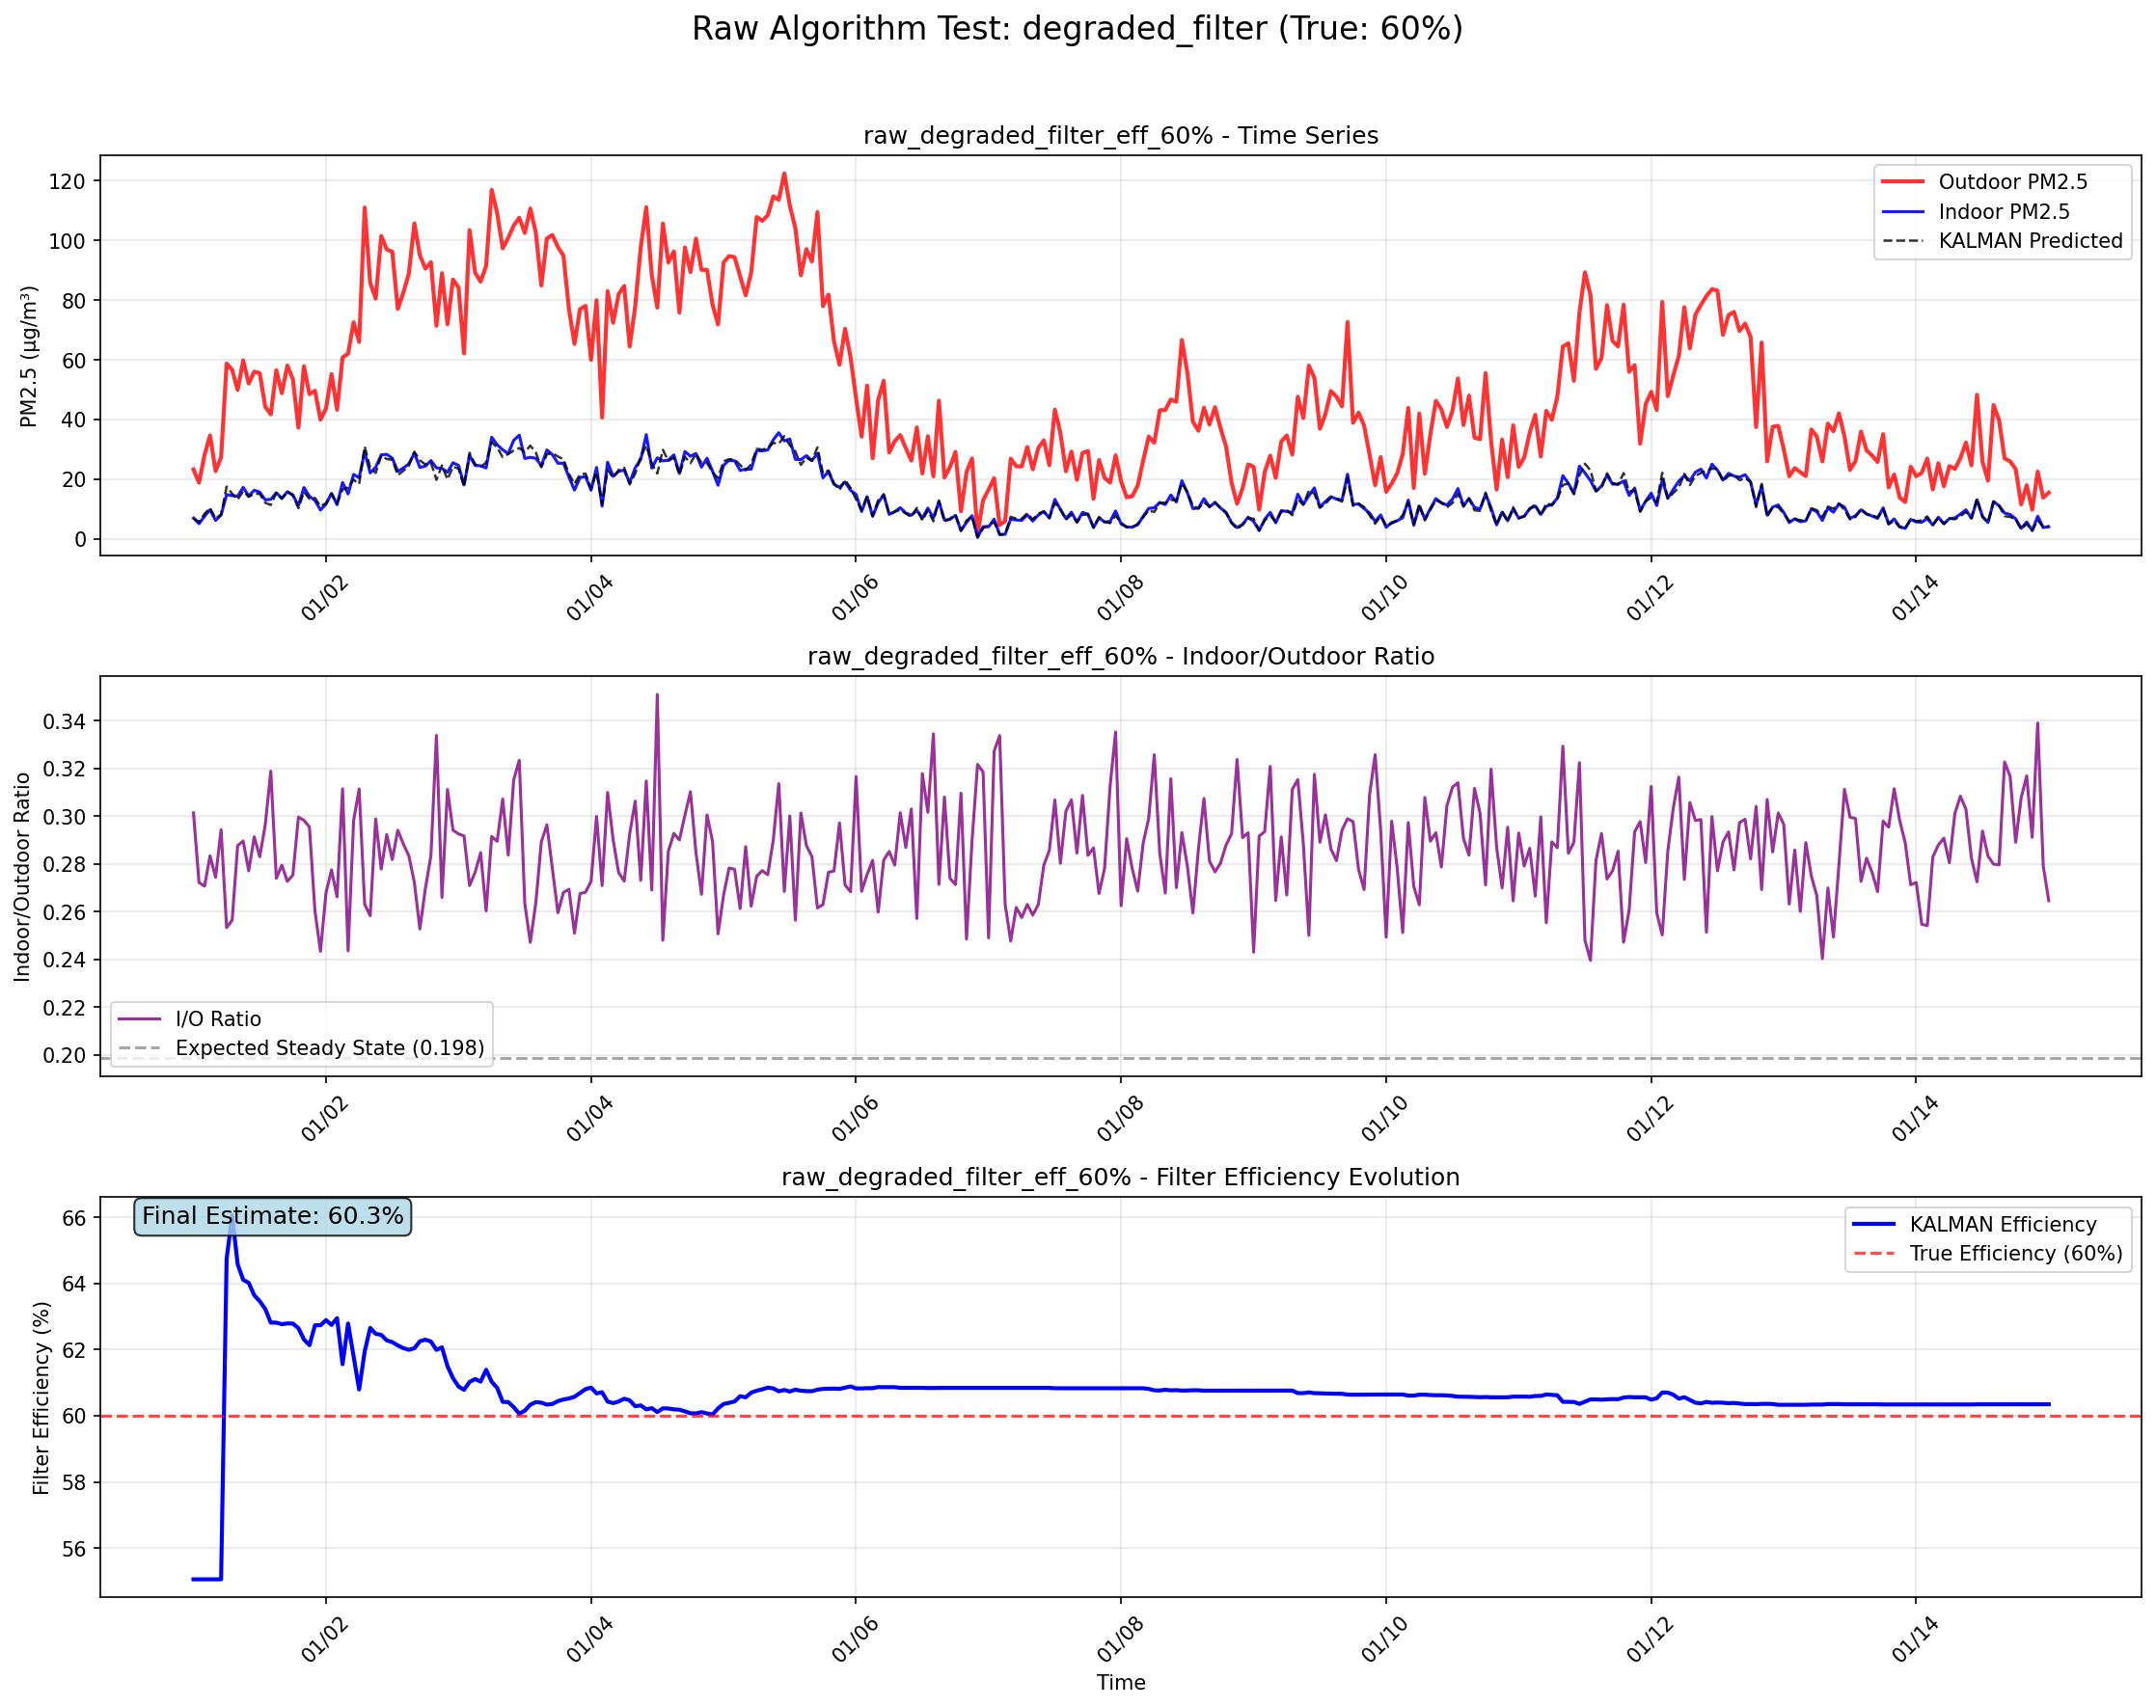 Raw Algorithm Test: degraded_filter (True: 60%)
raw_degraded_filter_eff_60% - Time Series
PM2.5 (μg/m³)
120
100
80
60
40
20
0
Outdoor PM2.5
Indoor PM2.5
KALMAN Predicted
01/02
01/04
01/06
01/08
01/10
01/12
01/14
raw_degraded_filter_eff_60% - Indoor/Outdoor Ratio
Indoor/Outdoor Ratio
0.34
0.32
0.30
0.28
0.26
0.24
0.22
0.20
I/O Ratio
Expected Steady State (0.198)
01/02
01/04
01/06
01/08
01/10
01/12
01/14
raw_degraded_filter_eff_60% - Filter Efficiency Evolution
Filter Efficiency (%)
66
64
62
60
58
56
Final Estimate: 60.3%
KALMAN Efficiency
True Efficiency (60%)
01/02
01/04
01/06
01/08
01/10
01/12
01/14
Time